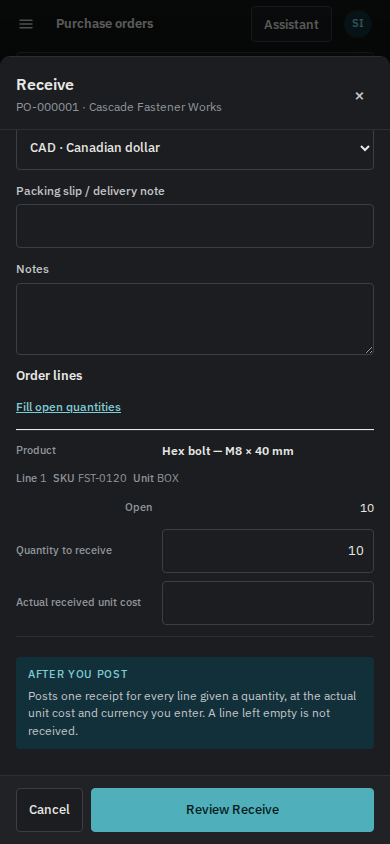 Purchase orders
Assistant
SI
Receive
PO-000001 · Cascade Fastener Works
×
CAD · Canadian dollar
Packing slip / delivery note
Notes
Order lines
Fill open quantities
Product
Hex bolt — M8 × 40 mm
Line 1 SKU FST-0120 Unit BOX
Open
10
Quantity to receive
10
Actual received unit cost
AFTER YOU POST
Posts one receipt for every line given a quantity, at the actual
unit cost and currency you enter. A line left empty is not
received.
Cancel
Review Receive